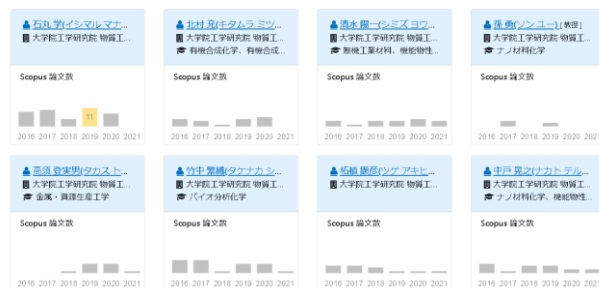 石丸 学(イシマル マナ...
大学院工学研究院 物質工...
Scopus 論文数
11
2016 2017 2018 2019 2020 2021
北村 充(キタムラ ミツ...
大学院工学研究院 物質工...
有機合成化学、有機合成...
Scopus 論文数
2016 2017 2018 2019 2020 2021
清水 陽一(シミズ ヨウ...
大学院工学研究院 物質工...
無機工業材料、機能物性...
Scopus 論文数
2016 2017 2018 2019 2020 2021
孫 勇(ソン ユー) [教授]
大学院工学研究院 物質工...
ナノ材料化学
Scopus 論文数
2016 2017 2018 2019 2020 2021
高須 登実男(タカス ト...
大学院工学研究院 物質工...
金属・資源生産工学
Scopus 論文数
2016 2017 2018 2019 2020 2021
竹中 繁織(タケナカ シ...
大学院工学研究院 物質工...
バイオ分析化学
Scopus 論文数
2016 2017 2018 2019 2020 2021
柘植 顕彦(ツゲ アキヒ...
大学院工学研究院 物質工...
Scopus 論文数
2016 2017 2018 2019 2020 2021
中戸 晃之(ナカト テル...
大学院工学研究院 物質工...
ナノ材料化学、機能物性...
Scopus 論文数
2016 2017 2018 2019 2020 2021